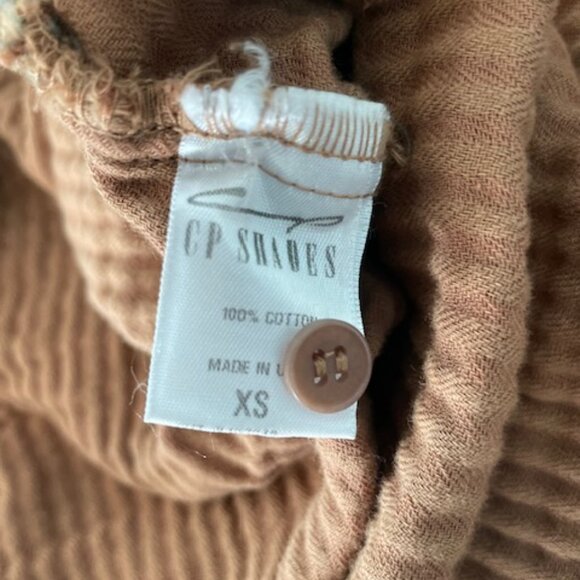 CP SHADES
100% COTTON
MADE IN U
XS